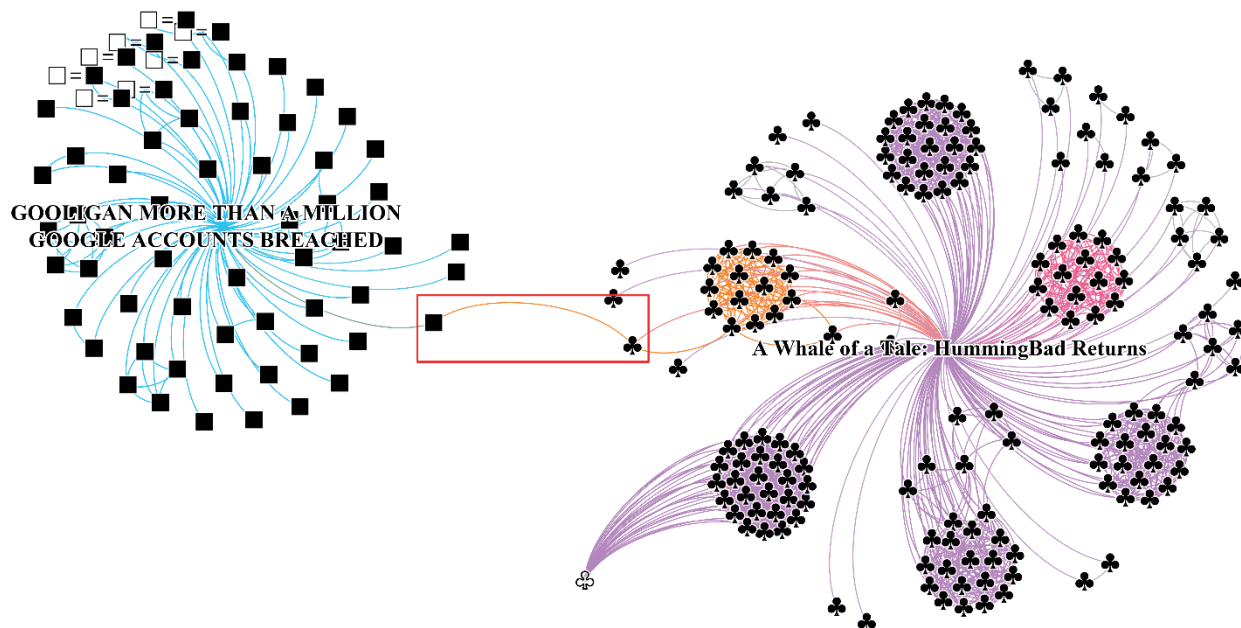 GOOLIGAN MORE THAN A MILLION
GOOGLE ACCOUNTS BREACHED
A Whale of a Tale: HummingBad Returns